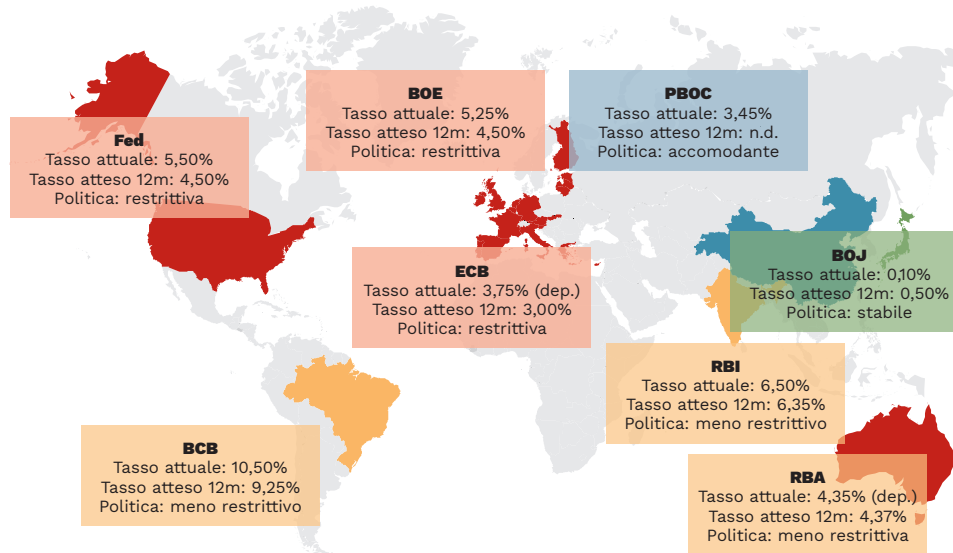 BOE
Tasso attuale: 5,25%
Tasso atteso 12m: 4,50%
Politica: restrittiva
PBOC
Tasso attuale: 3,45%
Tasso atteso 12m: n.d.
Politica: accomodante
Fed
Tasso attuale: 5,50%
Tasso atteso 12m: 4,50%
Politica: restrittiva
ECB
Tasso attuale: 3,75% (dep.)
Tasso atteso 12m: 3,00%
Politica: restrittiva
BOJ
Tasso attuale: 0,10%
Tasso atteso 12m: 0,50%
Politica: stabile
RBI
Tasso attuale: 6,50%
Tasso atteso 12m: 6,35%
Politica: meno restrittivo
BCB
Tasso attuale: 10,50%
Tasso atteso 12m: 9,25%
Politica: meno restrittivo
RBA
Tasso attuale: 4,35% (dep.)
Tasso atteso 12m: 4,37%
Politica: meno restrittiva